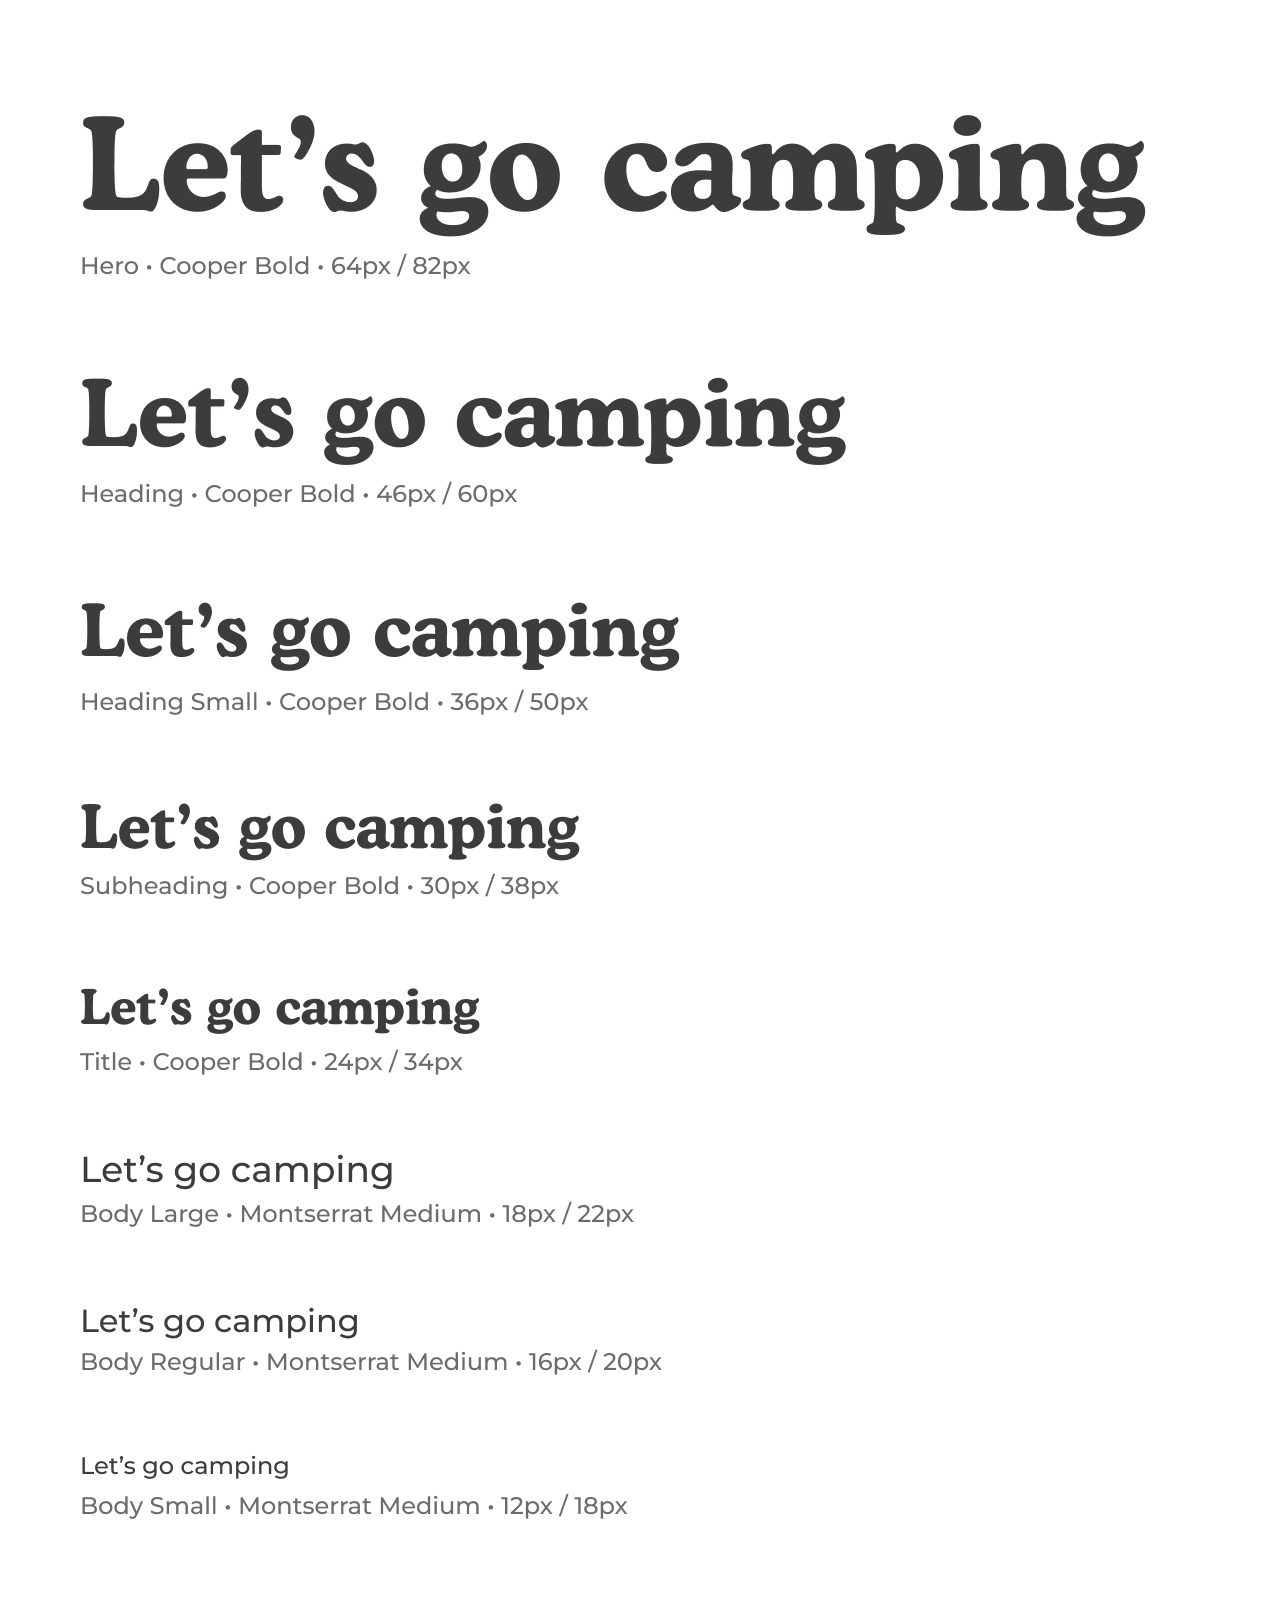 Let’s go camping
Hero • Cooper Bold • 64px / 82px
Let’s go camping
Heading • Cooper Bold • 46px / 60px
Let’s go camping
Heading Small • Cooper Bold • 36px / 50px
Let’s go camping
Subheading • Cooper Bold • 30px / 38px
Let’s go camping
Title • Cooper Bold • 24px / 34px
Let’s go camping
Body Large • Montserrat Medium • 18px / 22px
Let’s go camping
Body Regular • Montserrat Medium • 16px / 20px
Let’s go camping
Body Small • Montserrat Medium • 12px / 18px